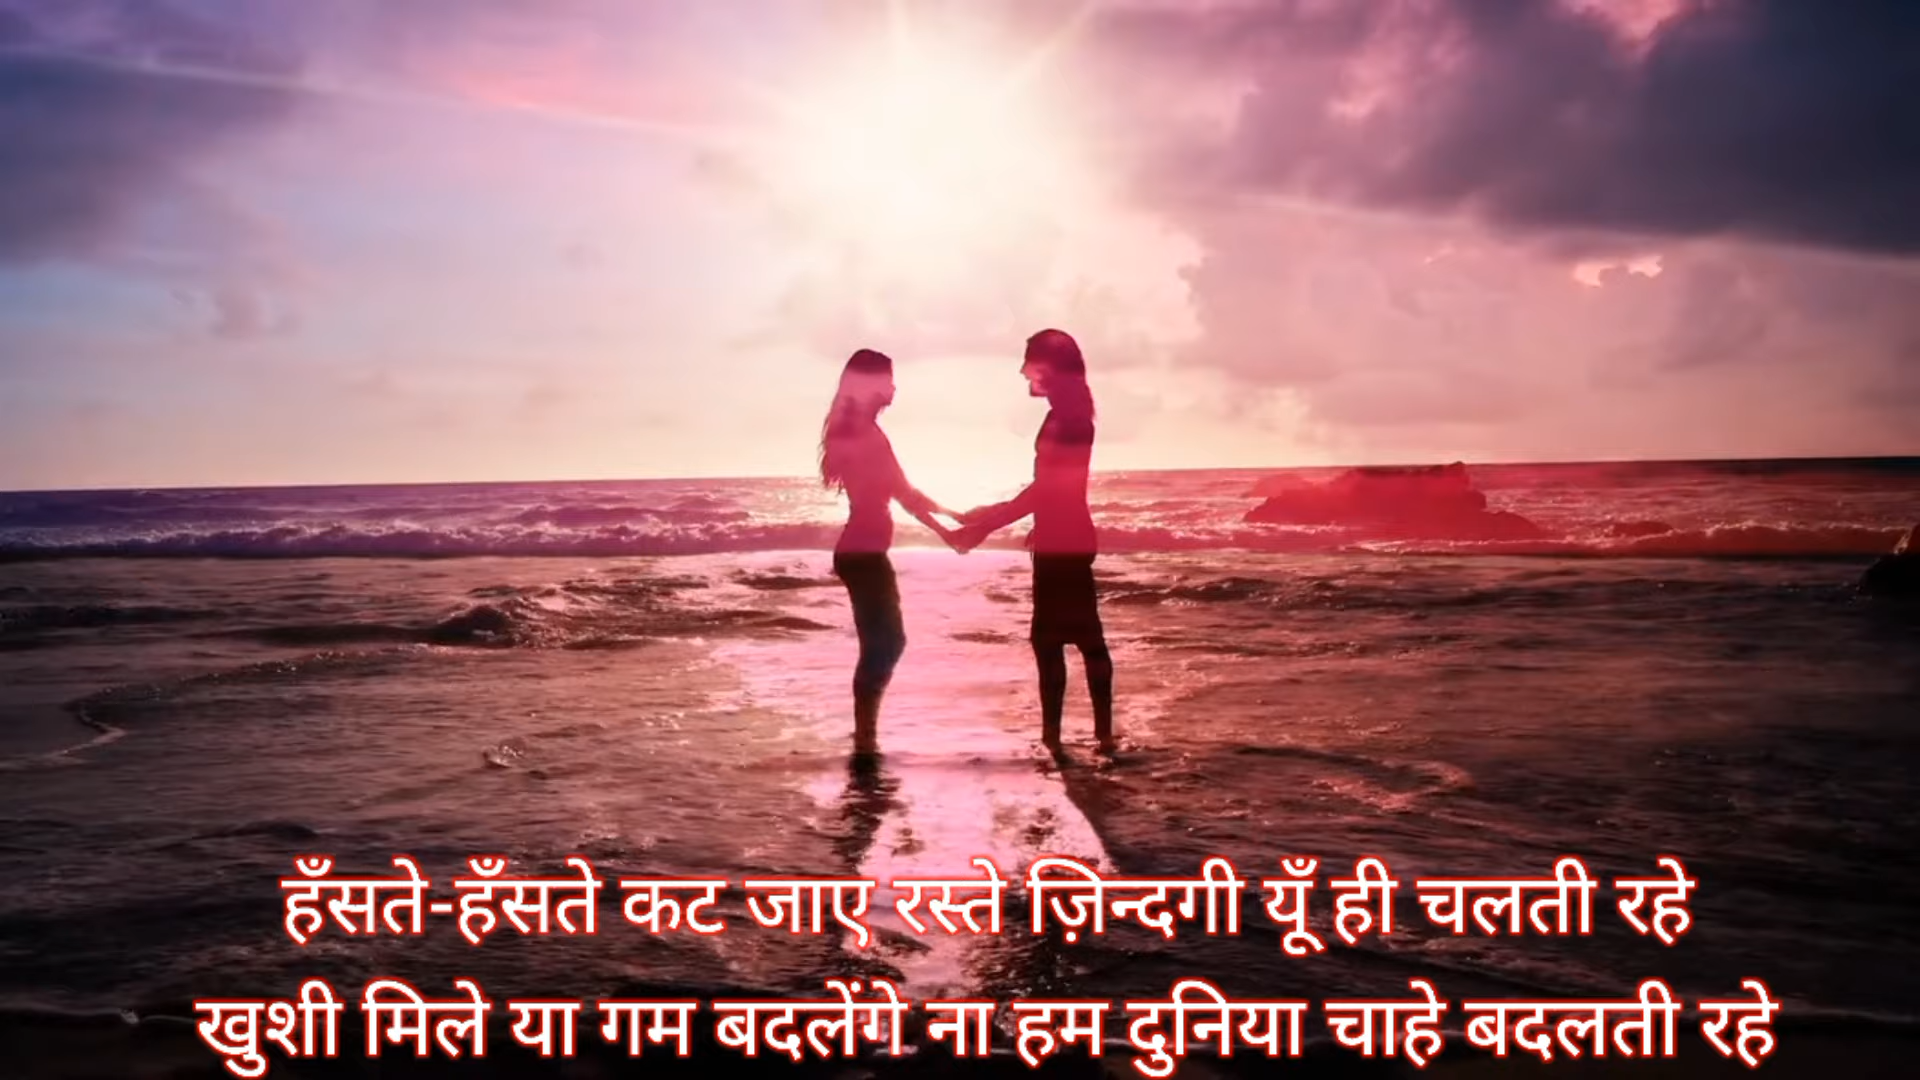 हँसते-हँसते कट जाए रस्ते ज़िन्दगी यूँ ही चलती रहे
खुशी मिले या गम बदलेंगे ना हम दुनिया चाहे बदलती रहे